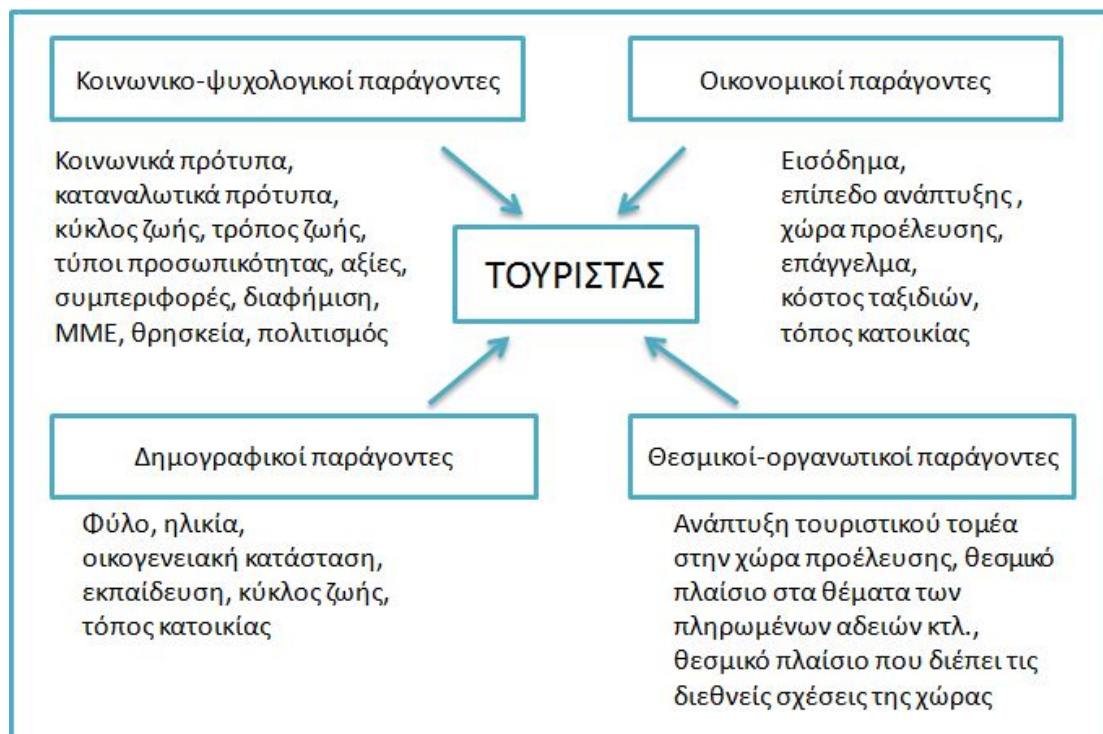 Κοινωνικο-ψυχολογικοί παράγοντες
Κοινωνικά πρότυπα,
καταναλωτικά πρότυπα,
κύκλος ζωής, τρόπος ζωής,
τύποι προσωπικότητας, αξίες,
συμπεριφορές, διαφήμιση,
ΜΜΕ, θρησκεία, πολιτισμός
Οικονομικοί παράγοντες
Εισόδημα,
επίπεδο ανάπτυξης ,
χώρα προέλευσης,
επάγγελμα,
κόστος ταξιδιών,
τόπος κατοικίας
ΤΟΥΡΙΣΤΑΣ
Δημογραφικοί παράγοντες
Φύλο, ηλικία,
οικογενειακή κατάσταση,
εκπαίδευση, κύκλος ζωής,
τόπος κατοικίας
Θεσμικοί-οργανωτικοί παράγοντες
Ανάπτυξη τουριστικού τομέα
στην χώρα προέλευσης, θεσμικό
πλαίσιο στα θέματα των
πληρωμένων αδειών κτλ.,
θεσμικό πλαίσιο που διέπει τις
διεθνείς σχέσεις της χώρας